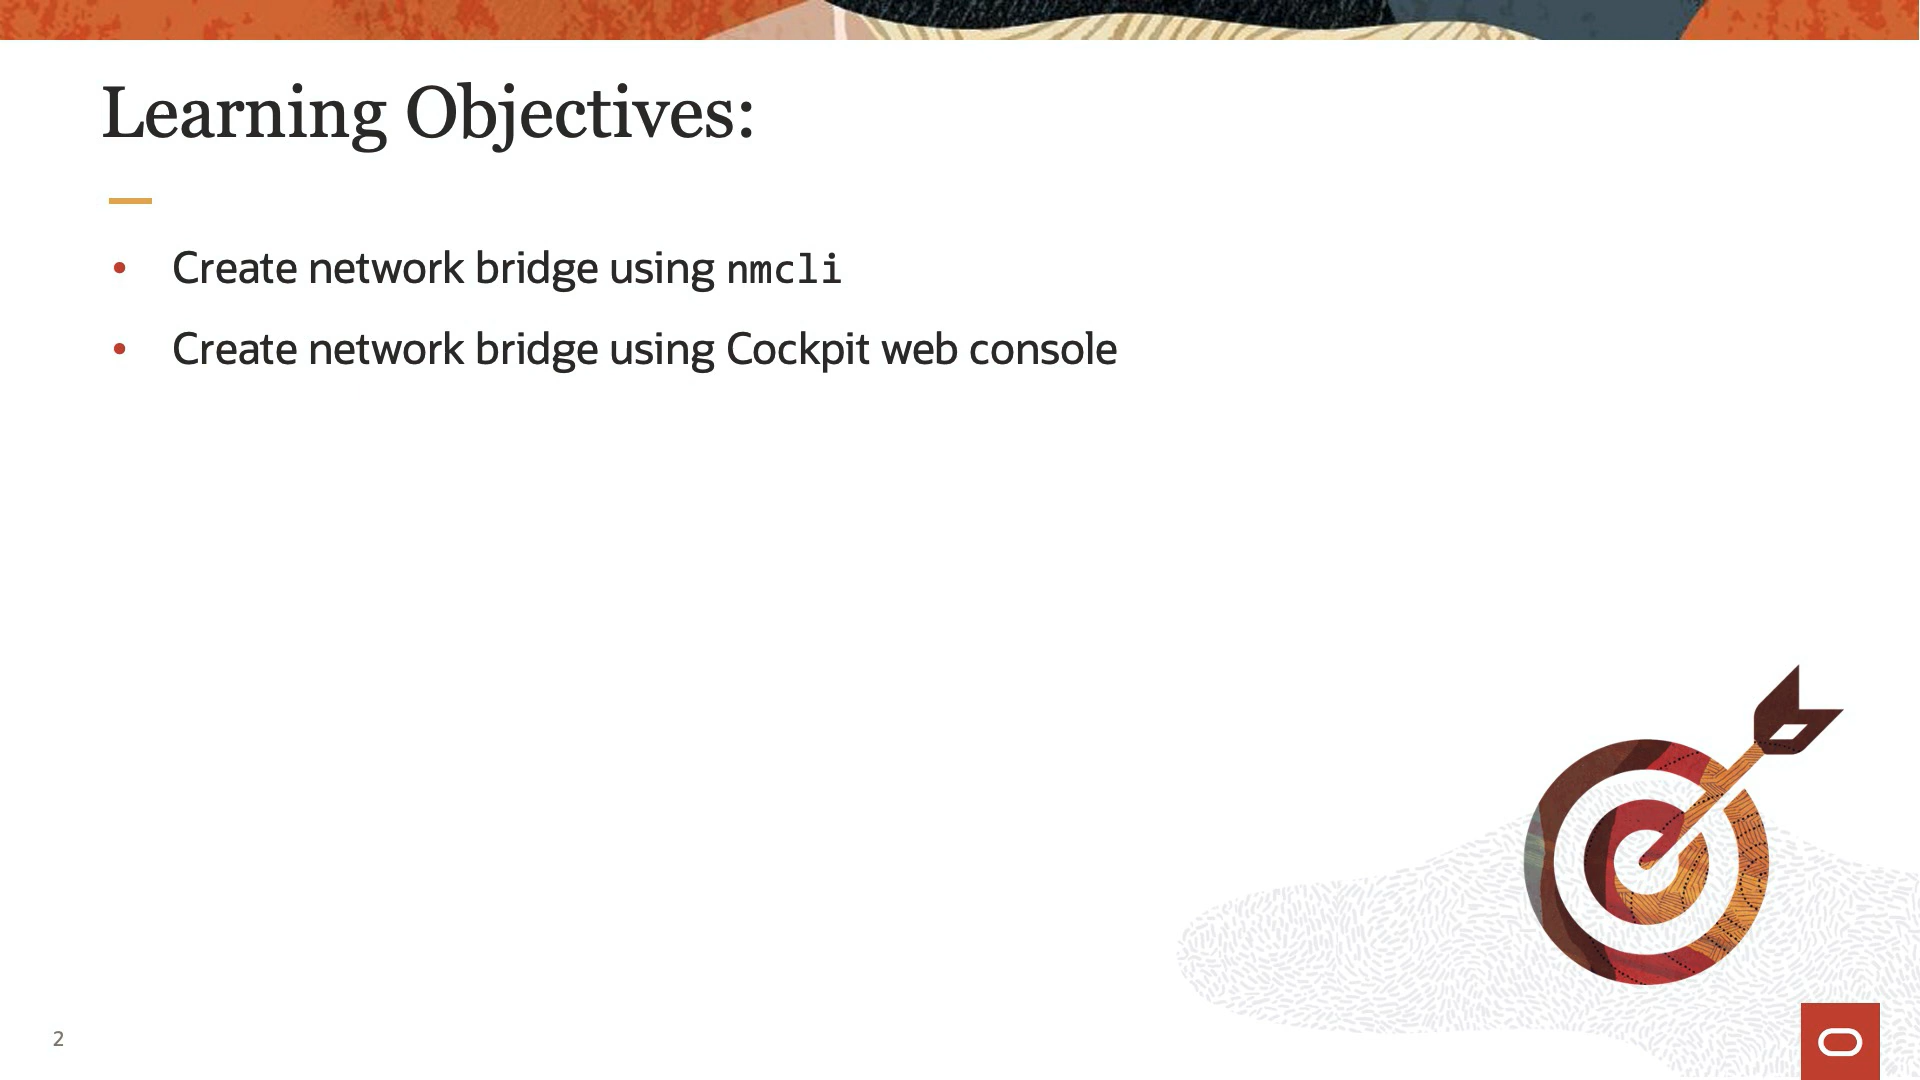 Learning Objectives:
• Create network bridge using nmcli
• Create network bridge using Cockpit web console
2